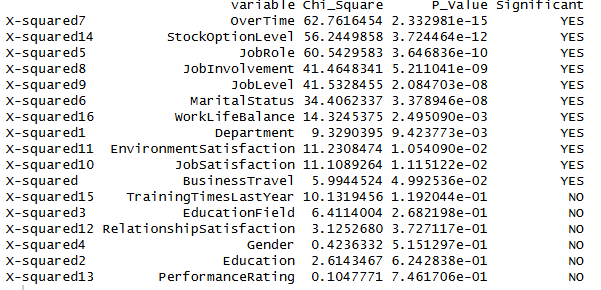 variable Chi_Square P_Value Significant
X-squared7 OverTime 62.7616454 2.332981e-15 YES
X-squared14 StockOptionLevel 56.2449858 3.724464e-12 YES
X-squared5 JobRole 60.5429583 3.646836e-10 YES
X-squared8 JobInvolvement 41.4648341 5.211041e-09 YES
X-squared9 JobLevel 41.5328455 2.084703e-08 YES
X-squared6 MaritalStatus 34.4062337 3.378946e-08 YES
X-squared16 WorkLifeBalance 14.3245375 2.495090e-03 YES
X-squared1 Department 9.3290395 9.423773e-03 YES
X-squared11 EnvironmentSatisfaction 11.2308474 1.054090e-02 YES
X-squared10 JobSatisfaction 11.1089264 1.115122e-02 YES
X-squared BusinessTravel 5.9944524 4.992536e-02 YES
X-squared15 TrainingTimesLastYear 10.1319456 1.192044e-01 NO
X-squared3 EducationField 6.4114004 2.682198e-01 NO
X-squared12 RelationshipSatisfaction 3.1252680 3.727117e-01 NO
X-squared4 Gender 0.4236332 5.151297e-01 NO
X-squared2 Education 2.6143467 6.242838e-01 NO
X-squared13 PerformanceRating 0.1047771 7.461706e-01 NO